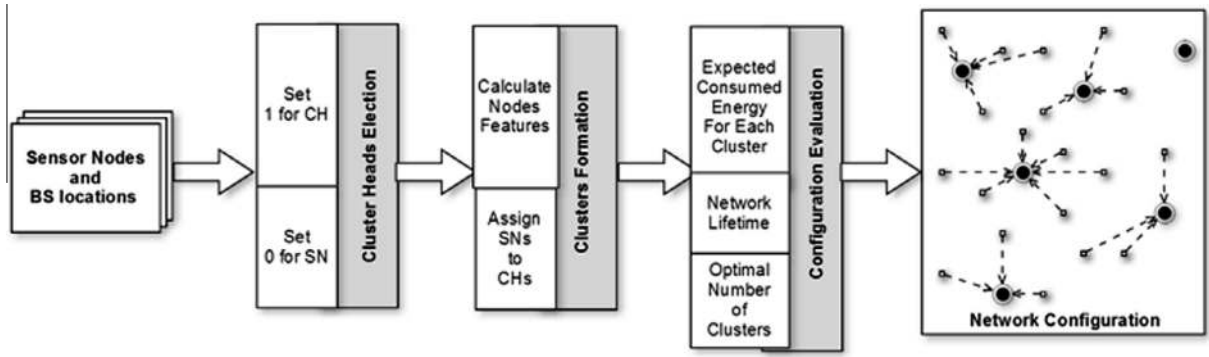 Sensor Nodes
and
BS locations
Set
1 for CH
Set
0 for SN
Cluster Heads Election
Calculate
Nodes
Features
Assign
SNs
to
CHs
Clusters Formation
Expected
Consumed
Energy
For Each
Cluster
Network
Lifetime
Optimal
Number
of
Clusters
Configuration Evaluation
Network Configuration